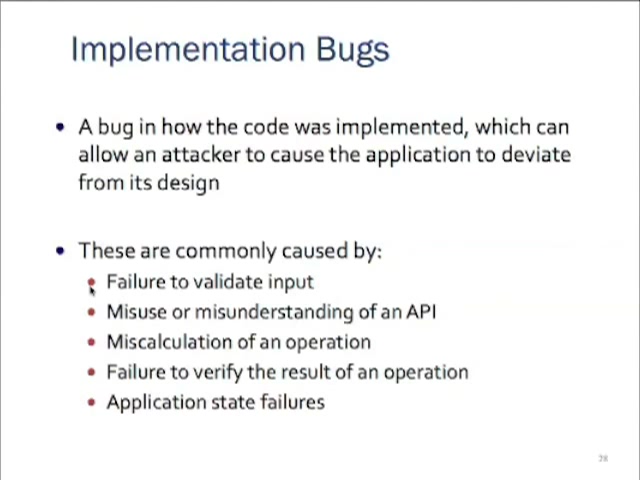 Implementation Bugs
• A bug in how the code was implemented, which can
allow an attacker to cause the application to deviate
from its design
• These are commonly caused by:
• Failure to validate input
• Misuse or misunderstanding of an API
• Miscalculation of an operation
• Failure to verify the result of an operation
• Application state failures
28